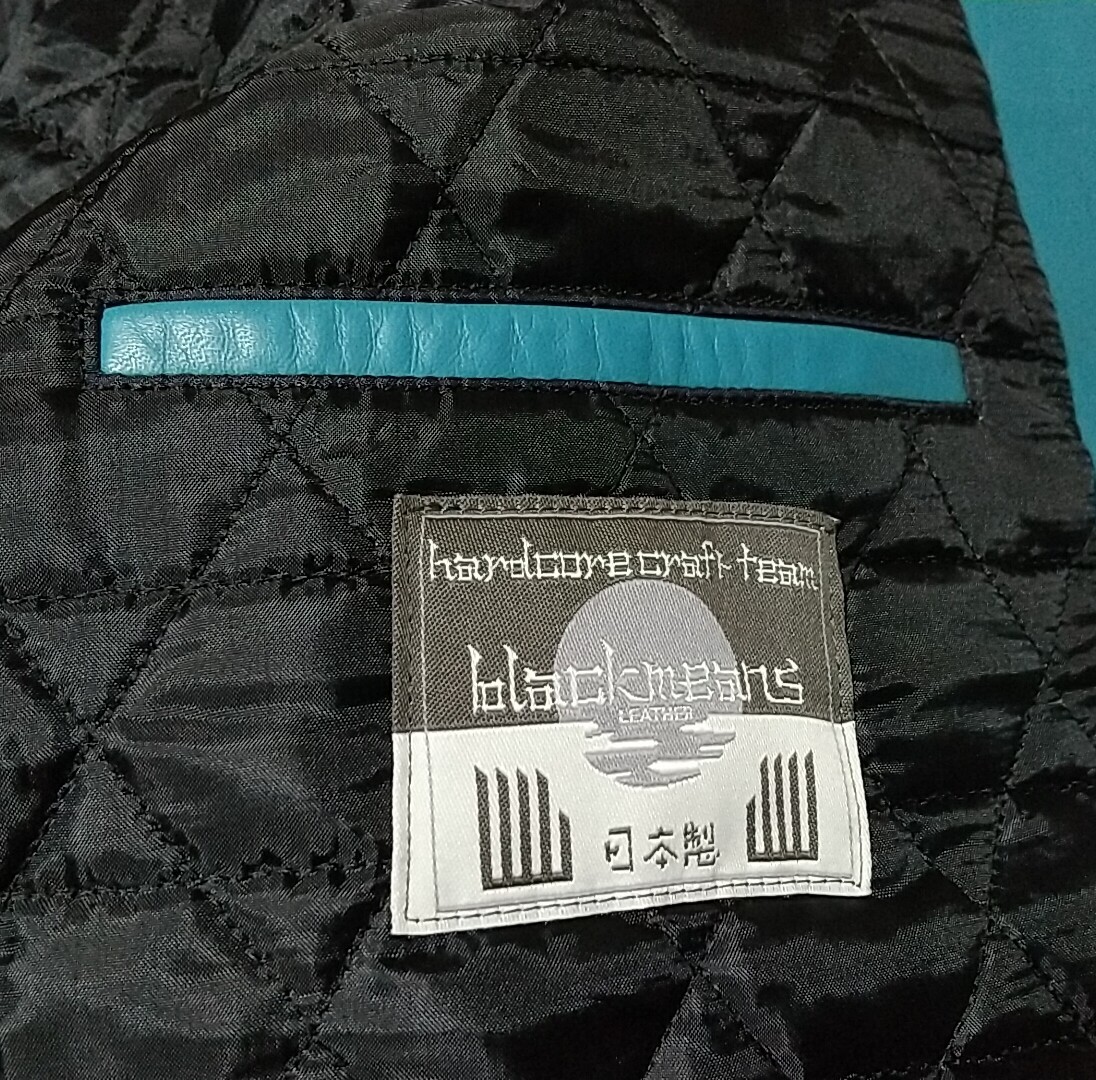 hardcore craft team
blackmeans
LEATHER
日本製